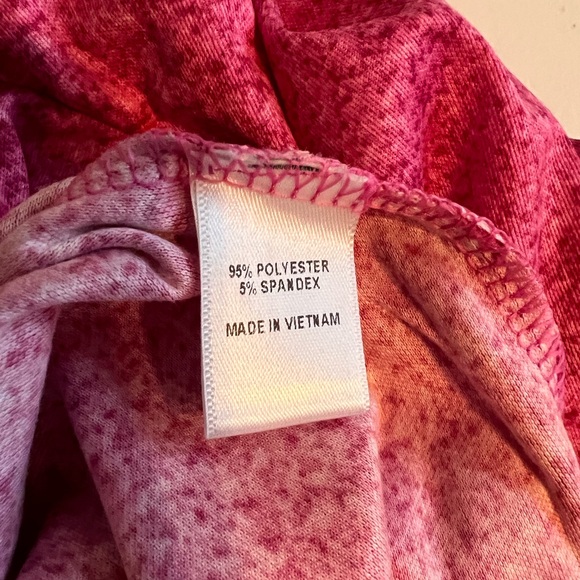 95% POLYESTER
5% SPANDEX
MADE IN VIETNAM